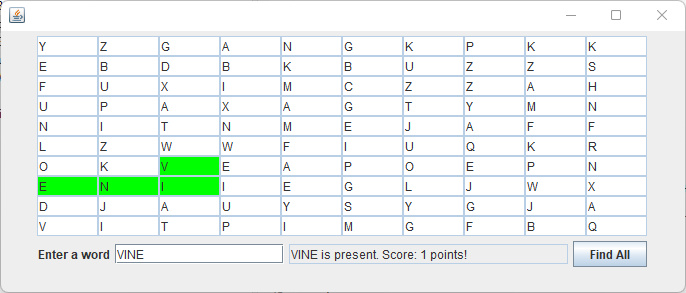 Y Z G A N G K P K K
E B D B K B U Z Z S
F U X I M C Z Z A H
U P A X A G T Y M N
N I T N M E J A F F
L Z W W F I U Q K R
O K V E A P O E P N
E N I I E G L J W X
D J A U Y S Y G J A
V I T P I M G F B Q
Enter a word VINE VINE is present. Score: 1 points! Find All